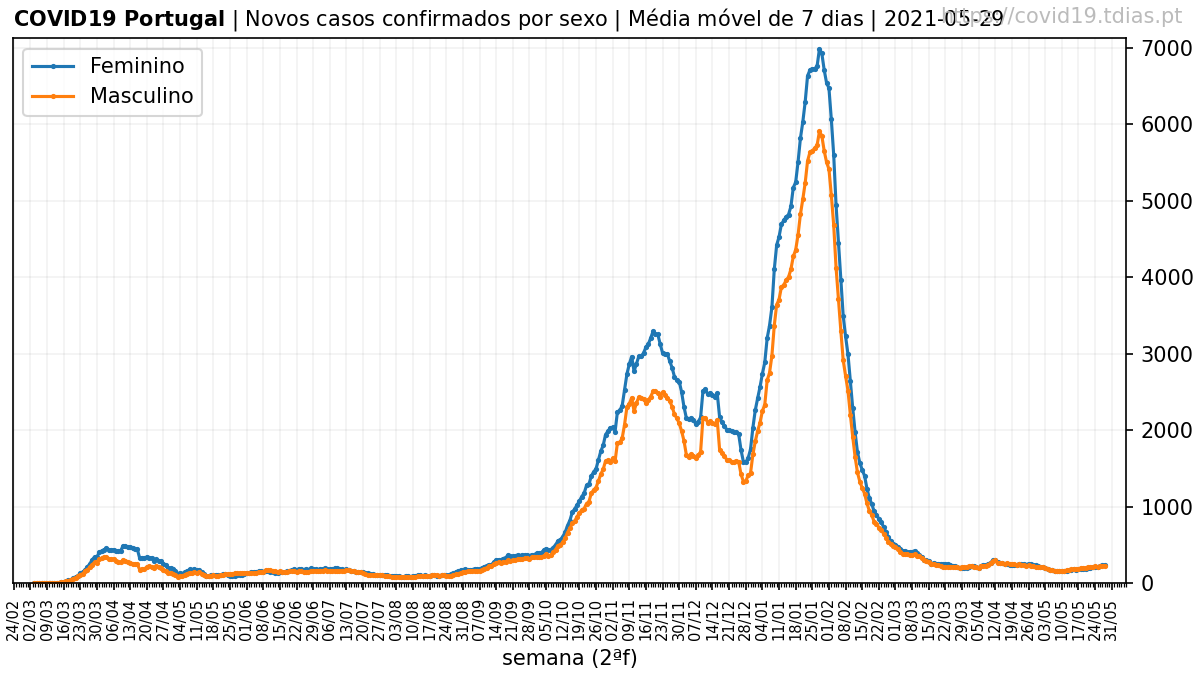 COVID19 Portugal | Novos casos confirmados por sexo | Média móvel de 7 dias | 2021-05-29
https://covid19.tdias.pt
Feminino
Masculino
7000
6000
5000
4000
3000
2000
1000
0
24/02 02/03 09/03 16/03 23/03 30/03 06/04 13/04 20/04 27/04 04/05 11/05 18/05 25/05 01/06 08/06 15/06 22/06 29/06 06/07 13/07 20/07 27/07 03/08 10/08 17/08 24/08 31/08 07/09 14/09 21/09 28/09 05/10 12/10 19/10 26/10 02/11 09/11 16/11 23/11 30/11 07/12 14/12 21/12 28/12 04/01 11/01 18/01 25/01 01/02 08/02 15/02 22/02 01/03 08/03 15/03 22/03 29/03 05/04 12/04 19/04 26/04 03/05 10/05 17/05 24/05 31/05
semana (2ªf)